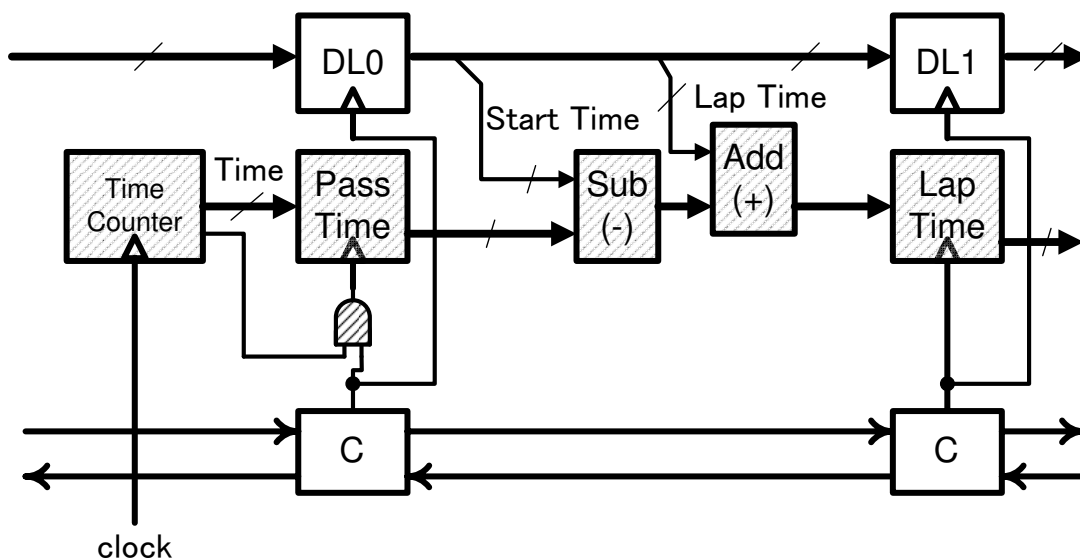 DL0
DL1
Start Time
Lap Time
Time
Counter
Time
Pass
Time
Sub
(-)
Add
(+)
Lap
Time
C
C
clock